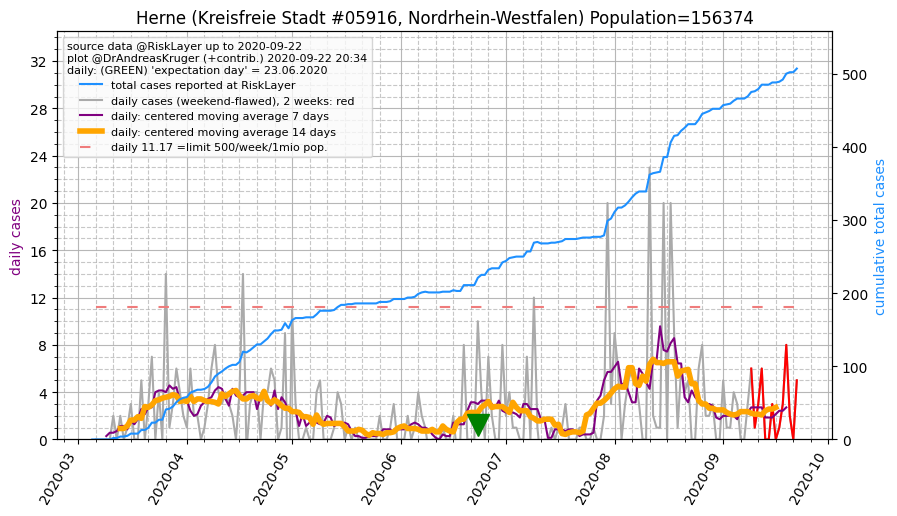 Herne (Kreisfreie Stadt #05916, Nordrhein-Westfalen) Population=156374
source data @RiskLayer up to 2020-09-22
plot @DrAndreasKruger (+contrib.) 2020-09-22 20:34
daily: (GREEN) 'expectation day' = 23.06.2020
total cases reported at RiskLayer
daily cases (weekend-flawed), 2 weeks: red
daily: centered moving average 7 days
daily: centered moving average 14 days
daily 11.17 =limit 500/week/1mio pop.
daily cases
32
28
24
20
16
12
8
4
0
cumulative total cases
500
400
300
200
100
0
2020-03
2020-04
2020-05
2020-06
2020-07
2020-08
2020-09
2020-10